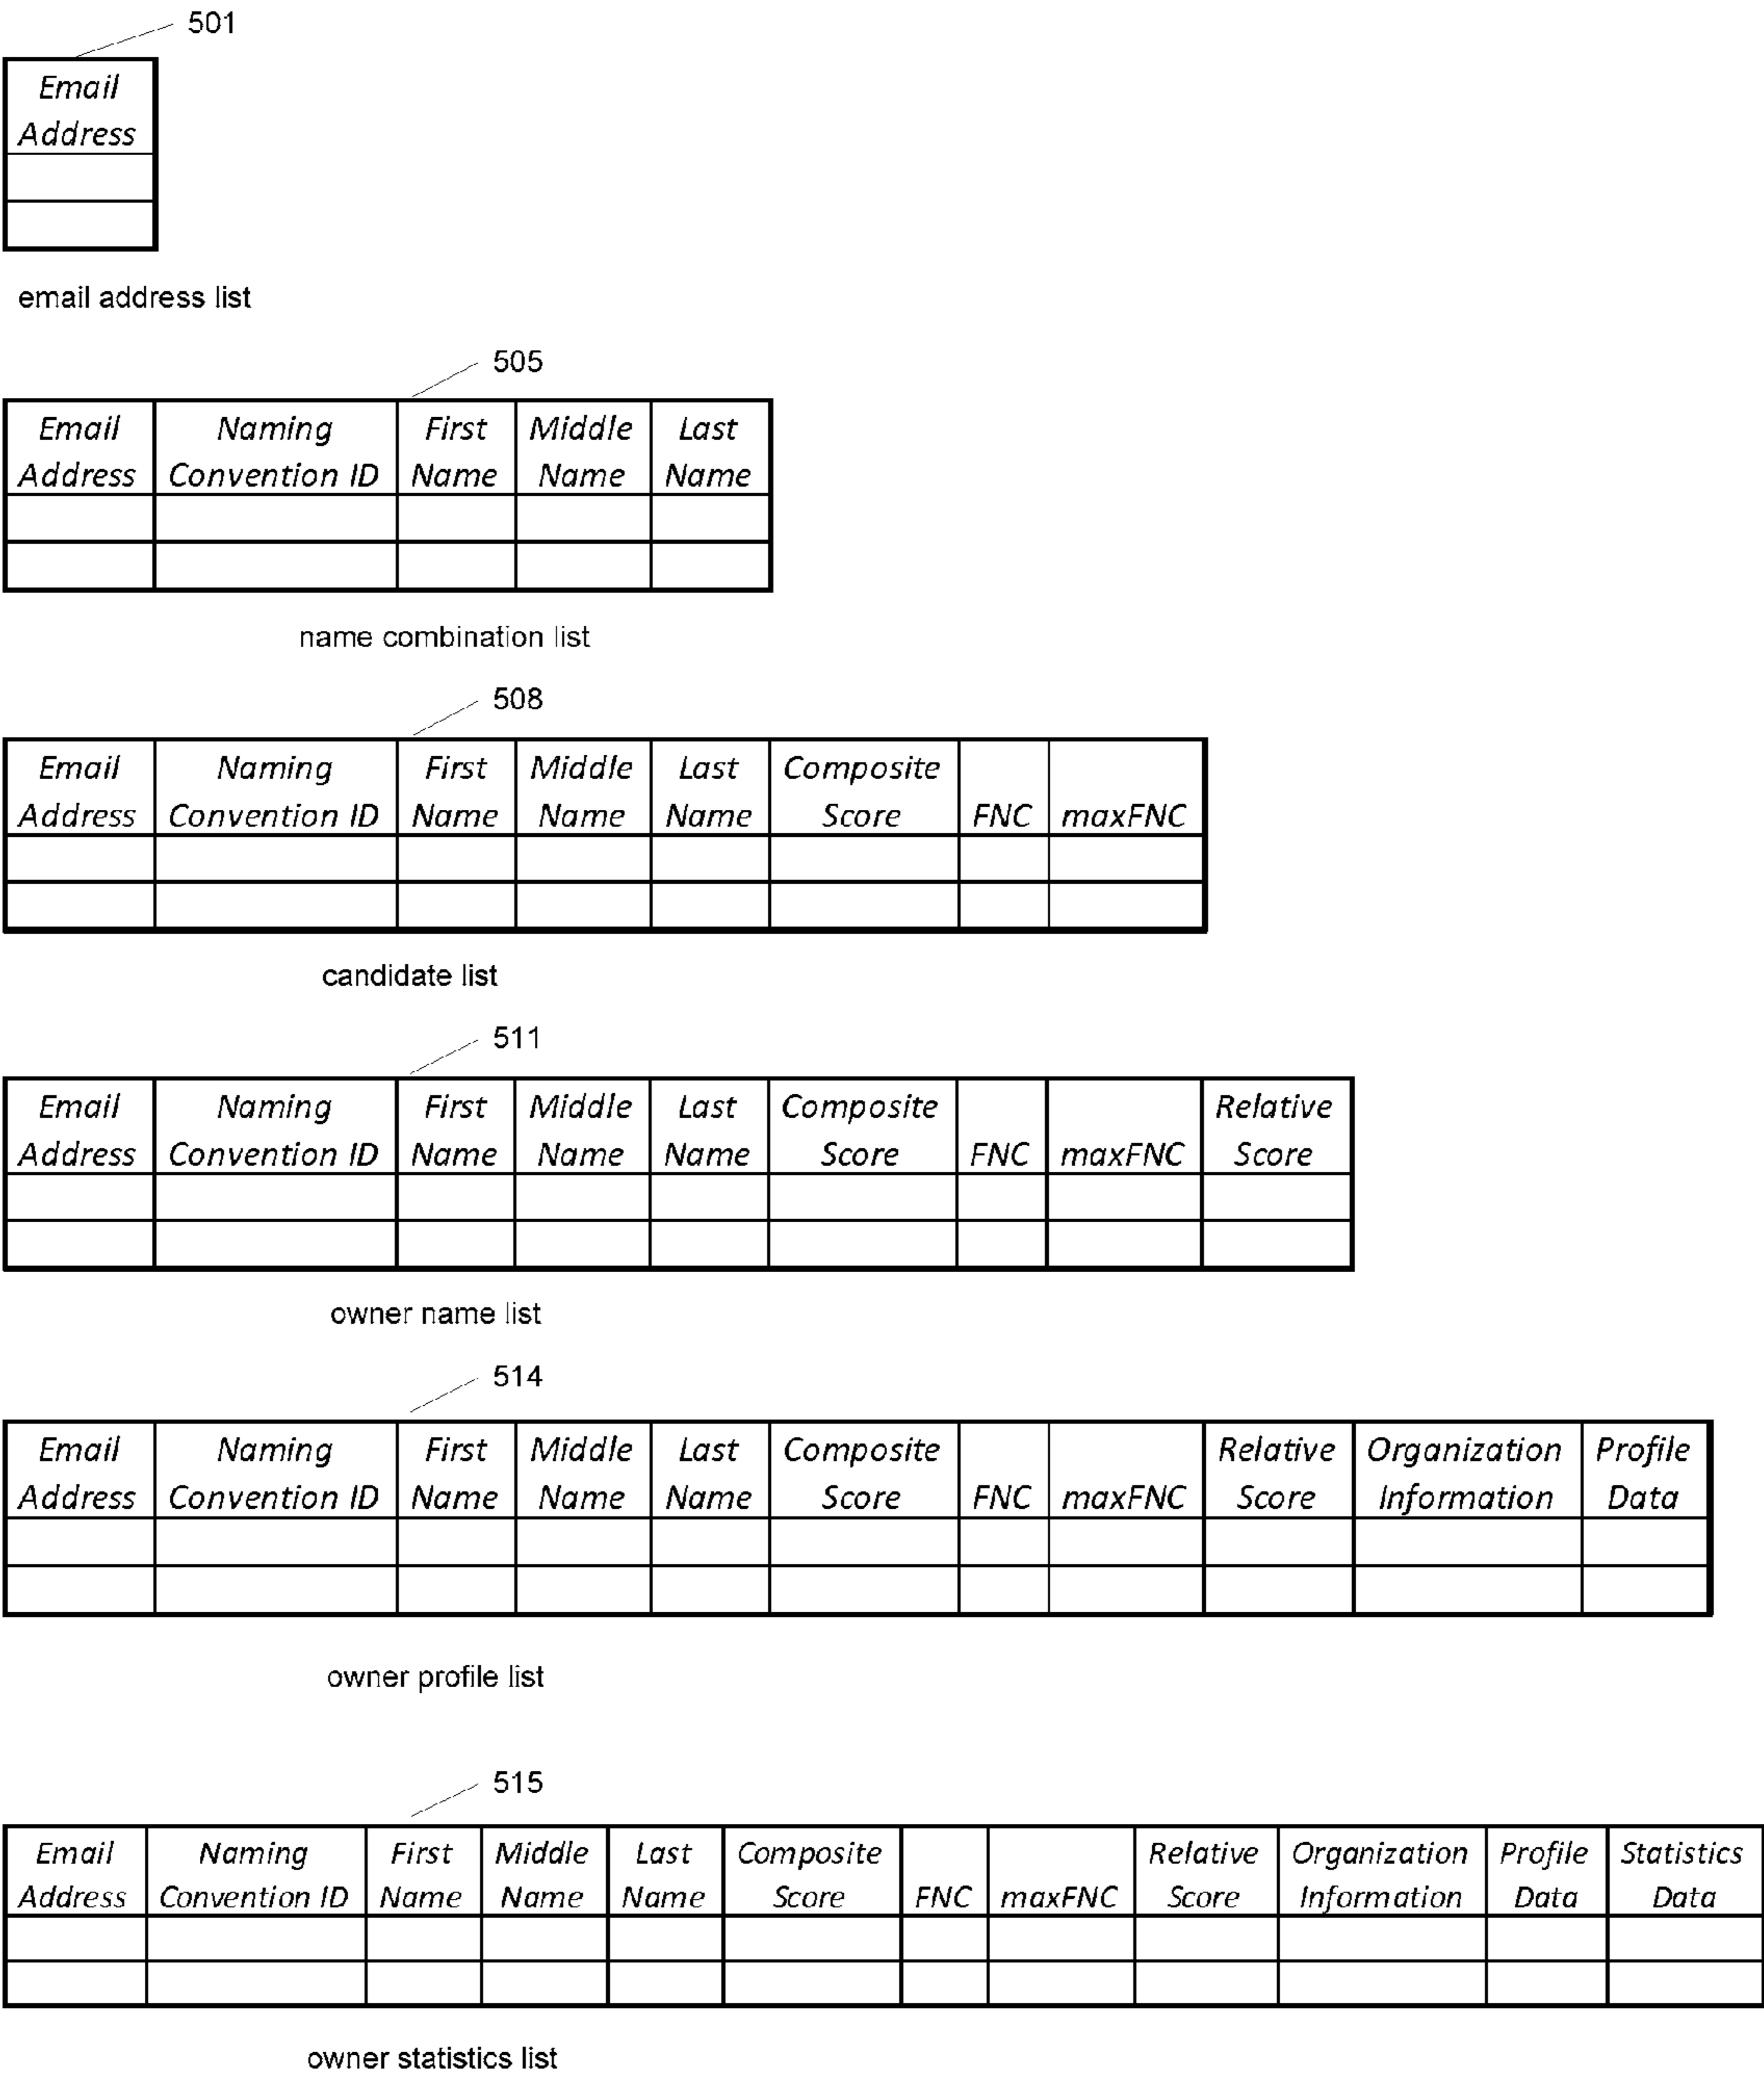 501
Email
Address
email address list
505
Email Naming First Middle Last
Address Convention ID Name Name Name
name combination list
508
Email Naming First Middle Last Composite
Address Convention ID Name Name Name Score FNC maxFNC
candidate list
511
Email Naming First Middle Last Composite Relative
Address Convention ID Name Name Name Score FNC maxFNC Score
owner name list
514
Email Naming First Middle Last Composite Relative Organization Profile
Address Convention ID Name Name Name Score FNC maxFNC Score Information Data
owner profile list
515
Email Naming First Middle Last Composite Relative Organization Profile Statistics
Address Convention ID Name Name Name Score FNC maxFNC Score Information Data Data
owner statistics list